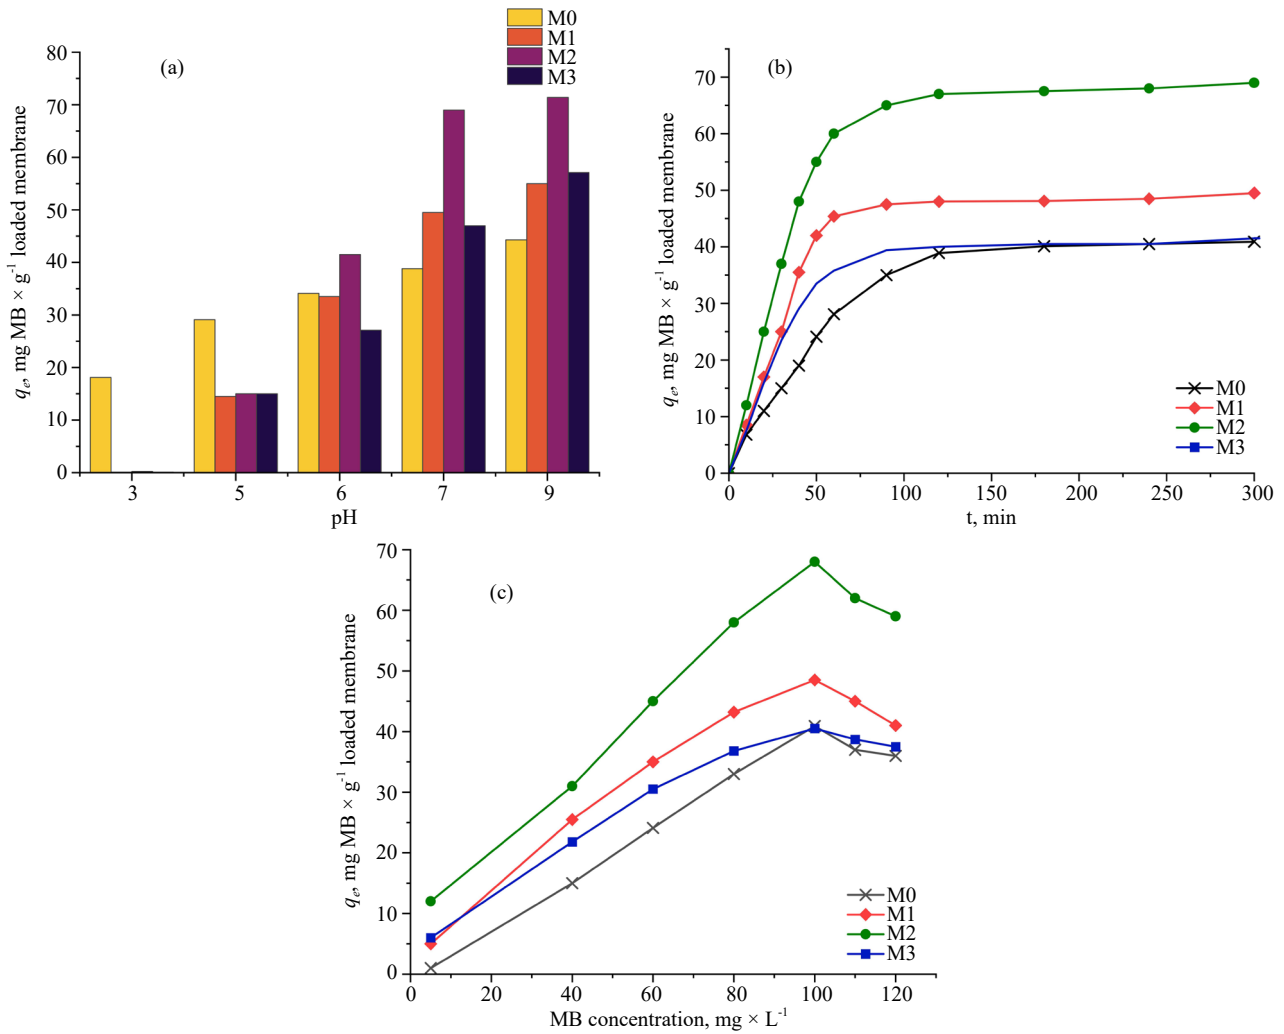 M0
M1
M2
M3
(a)
80
70
60
50
40
30
20
10
0
q_e, mg MB × g⁻¹ loaded membrane
3 5 6 7 9
pH
(b)
70
60
50
40
30
20
10
0
q_e, mg MB × g⁻¹ loaded membrane
M0
M1
M2
M3
0 50 100 150 200 250 300
t, min
(c)
70
60
50
40
30
20
10
0
q_e, mg MB × g⁻¹ loaded membrane
M0
M1
M2
M3
0 20 40 60 80 100 120
MB concentration, mg × L⁻¹